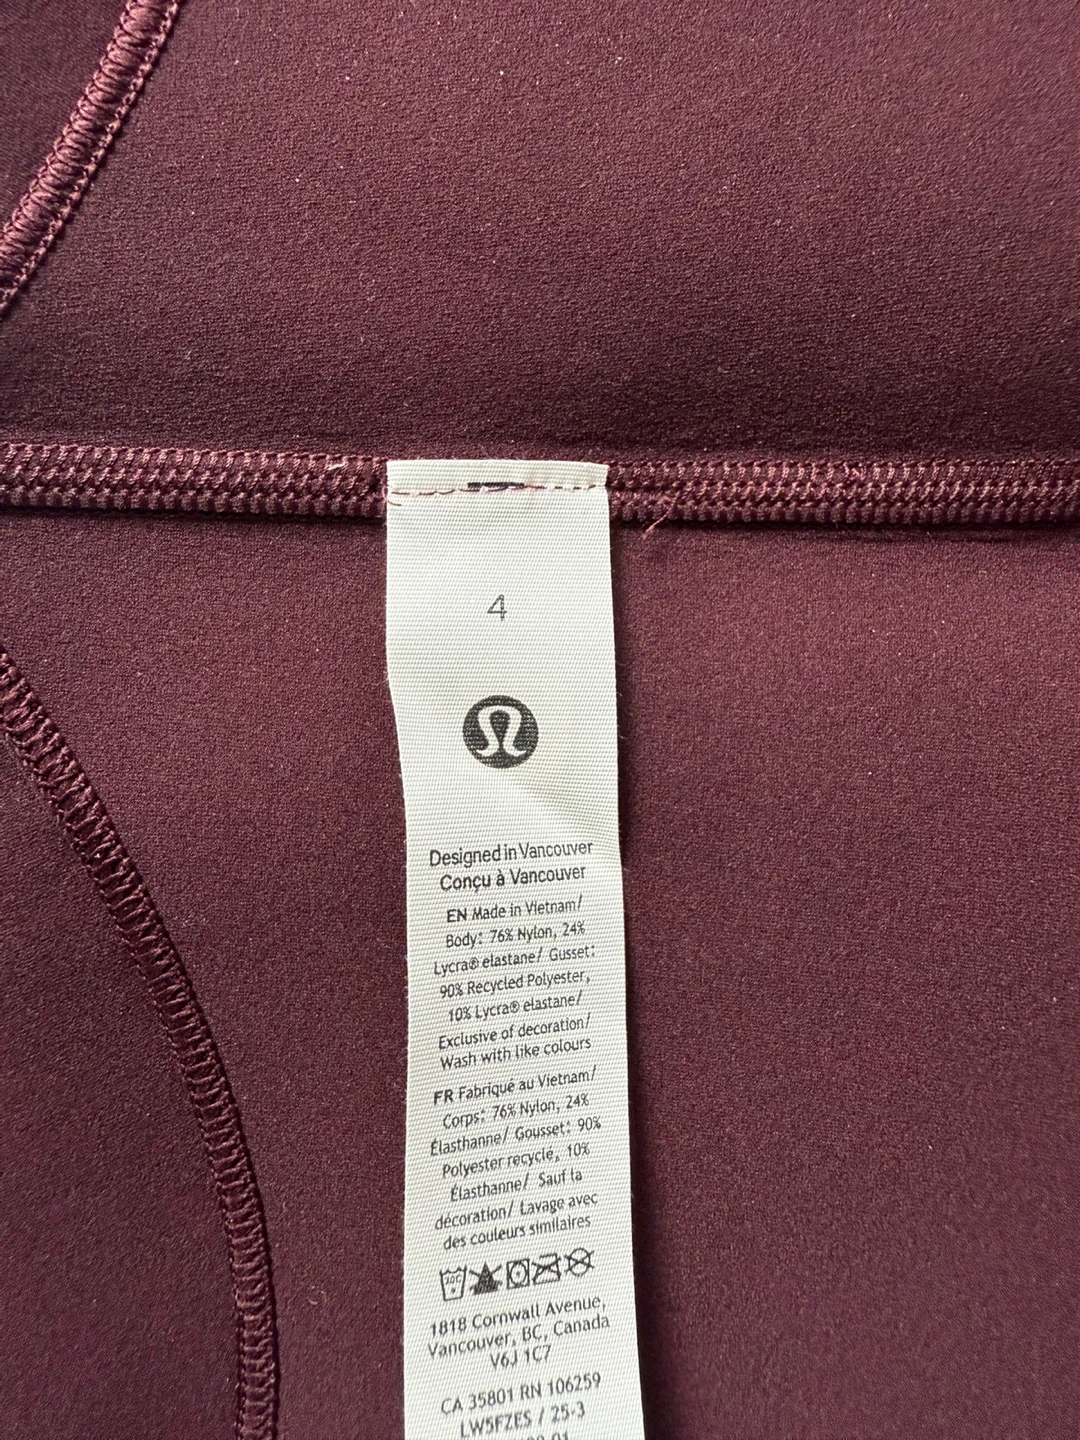 4
Designed in Vancouver
Conçu à Vancouver
EN Made in Vietnam/
Body: 76% Nylon, 24%
Lycra® elastane/ Gusset:
90% Recycled Polyester,
10% Lycra® elastane/
Exclusive of decoration/
Wash with like colours
FR Fabriqué au Vietnam/
Corps: 76% Nylon, 24%
Élasthanne/ Gousset: 90%
Polyester recyclé, 10%
Élasthanne/ Sauf la
décoration/ Lavage avec
des couleurs similaires
1818 Cornwall Avenue,
Vancouver, BC, Canada
V6J 1C7
CA 35801 RN 106259
LW5FZES / 25-3